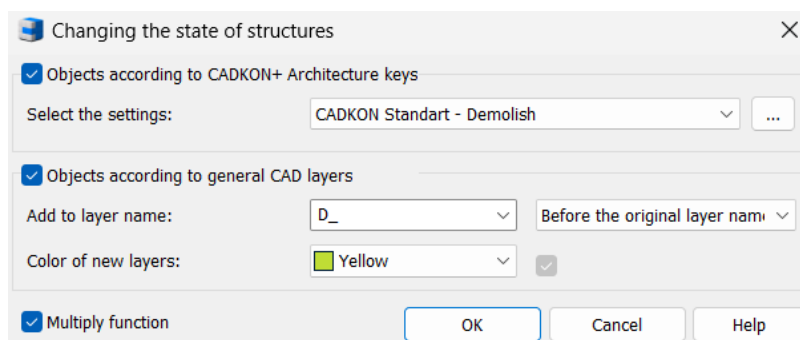 Changing the state of structures
Objects according to CADKON+ Architecture keys
Select the settings: CADKON Standart - Demolish ...
Objects according to general CAD layers
Add to layer name: D_ Before the original layer nam
Color of new layers: Yellow
Multiply function OK Cancel Help